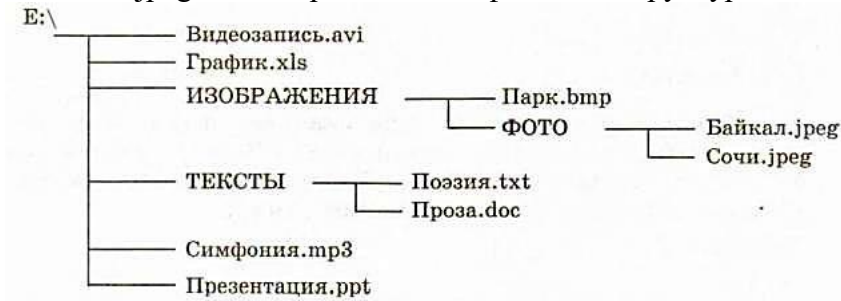 E:\
Видеозапись.avi
График.xls
ИЗОБРАЖЕНИЯ Парк.bmp
ФОТО Байкал.jpeg
Сочи.jpeg
ТЕКСТЫ Поэзия.txt
Проза.doc
Симфония.mp3
Презентация.ppt